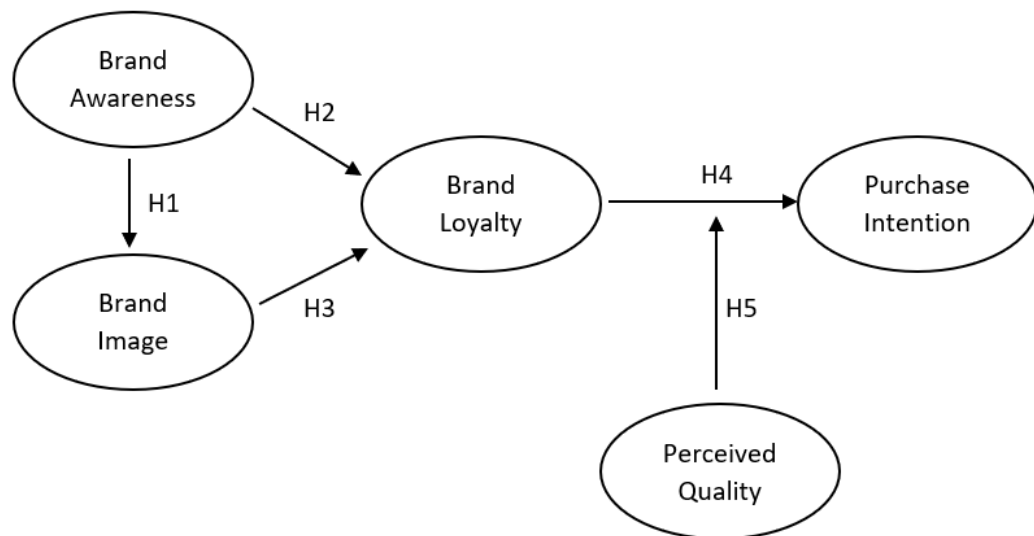 Brand
Awareness
H2
H1
Brand
Loyalty
H4
Purchase
Intention
Brand
Image
H3
H5
Perceived
Quality